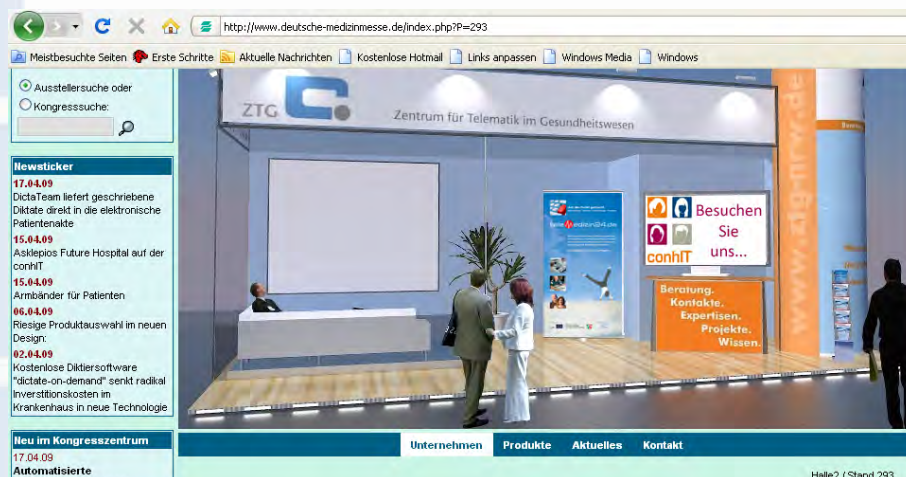 http://www.deutsche-medizinmesse.de/index.php?P=293
Meistbesuchte Seiten Erste Schritte Aktuelle Nachrichten Kostenlose Hotmail Links anpassen Windows Media Windows
Ausstellersuche oder
Kongresssuche:
Newsticker
17.04.09
DictaTeam liefert geschriebene
Diktate direkt in die elektronische
Patientenakte
15.04.09
Asklepios Future Hospital auf der
conhIT
15.04.09
Armbänder für Patienten
06.04.09
Riesige Produktauswahl im neuen
Design:
02.04.09
Kostenlose Diktiersoftware
"dictate-on-demand" senkt radikal
Inverstitionskosten im
Krankenhaus in neue Technologie
Neu im Kongresszentrum
17.04.09
Automatisierte
ZTG
Zentrum für Telematik im Gesundheitswesen
www.ztg-nrw.de
Besuchen
Sie
uns...
conhIT
Beratung.
Kontakte.
Expertisen.
Projekte.
Wissen.
Unternehmen Produkte Aktuelles Kontakt
Halle2 / Stand 293